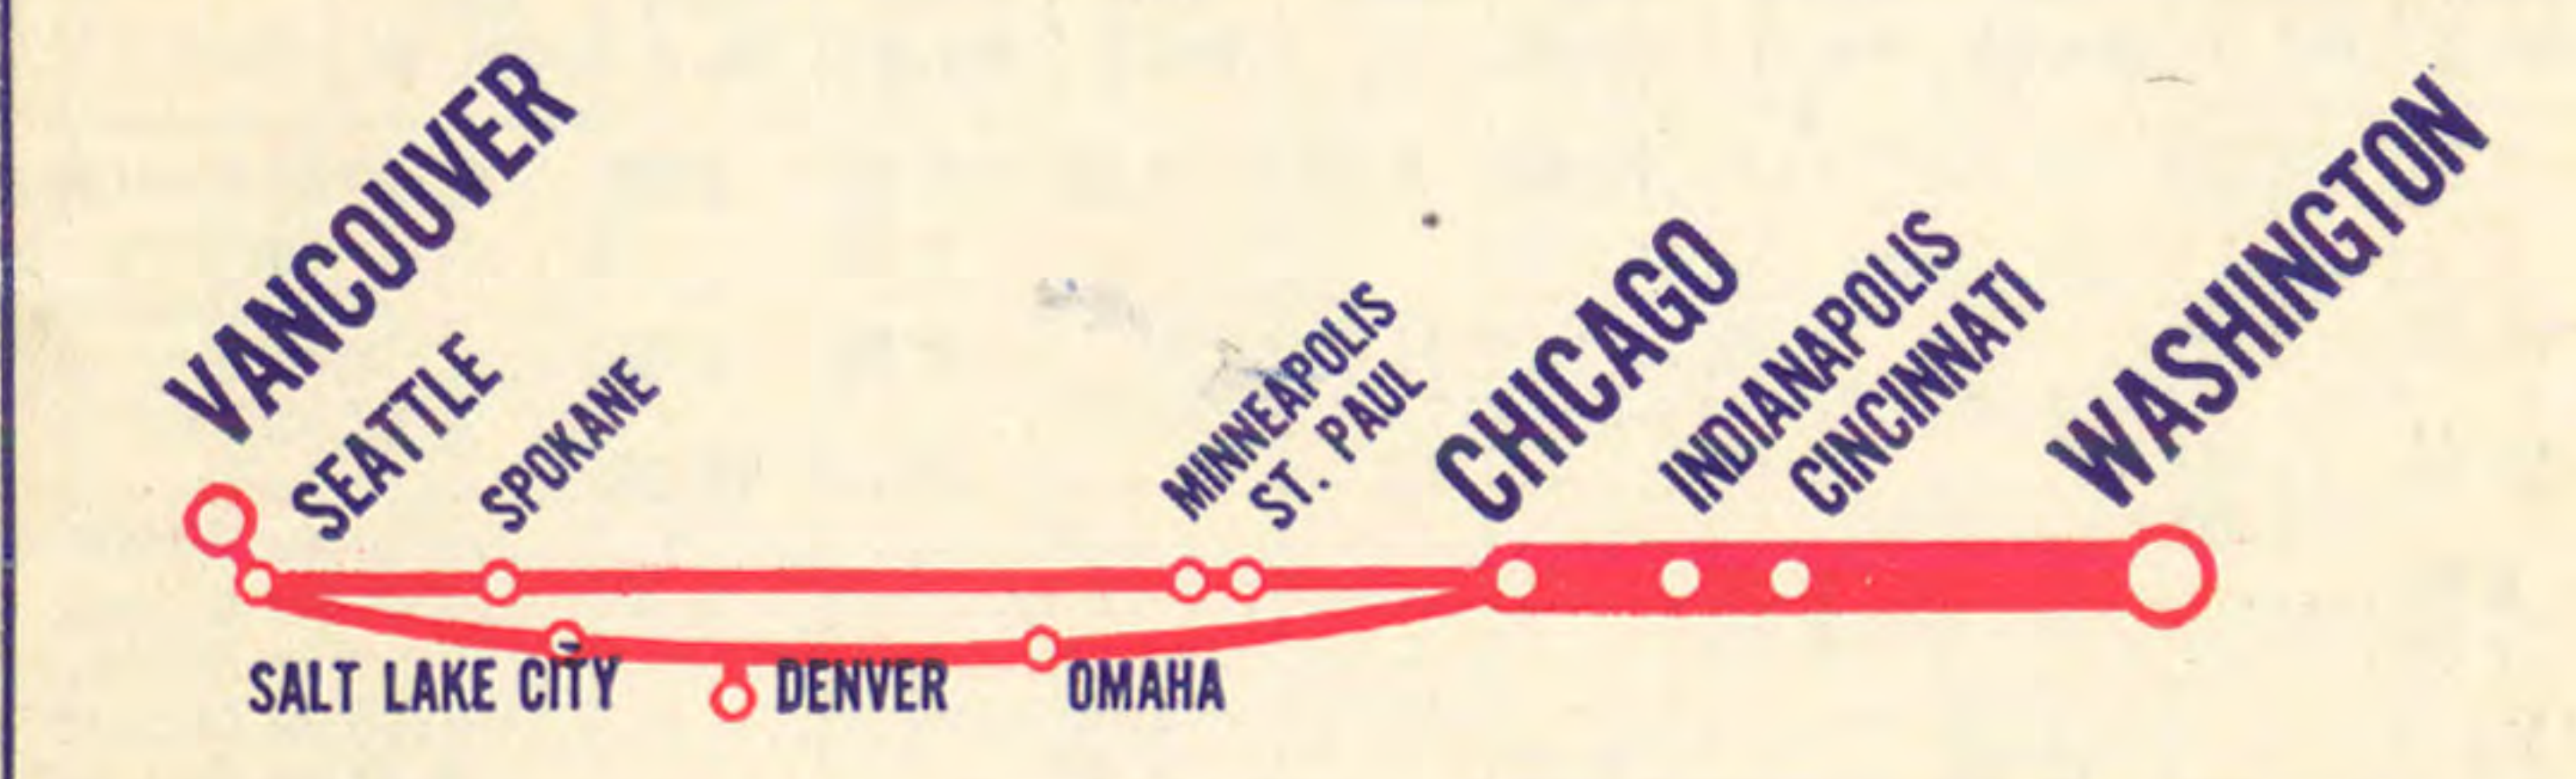 VANCOUVER
SEATTLE
SPOKANE
MINNEAPOLIS
ST. PAUL
CHICAGO
INDIANAPOLIS
CINCINNATI
WASHINGTON
SALT LAKE CITY
DENVER
OMAHA